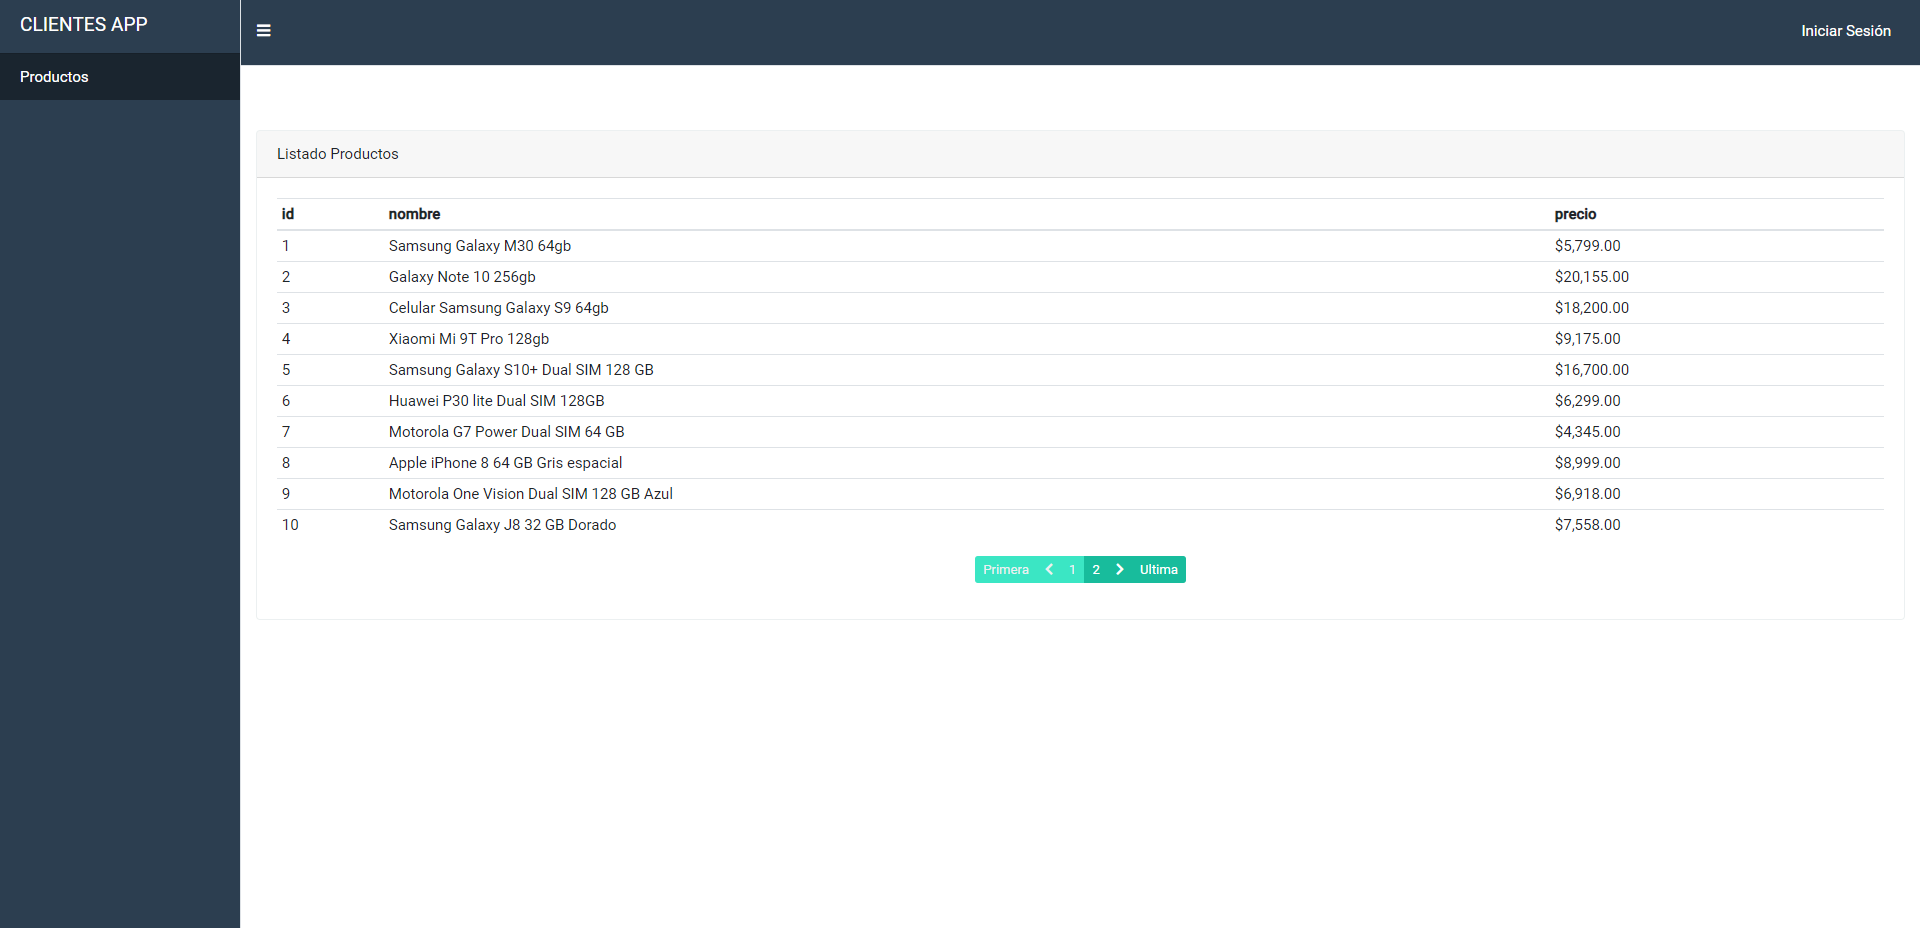 CLIENTES APP
Iniciar Sesión
Productos
Listado Productos
id nombre precio
1 Samsung Galaxy M30 64gb $5,799.00
2 Galaxy Note 10 256gb $20,155.00
3 Celular Samsung Galaxy S9 64gb $18,200.00
4 Xiaomi Mi 9T Pro 128gb $9,175.00
5 Samsung Galaxy S10+ Dual SIM 128 GB $16,700.00
6 Huawei P30 lite Dual SIM 128GB $6,299.00
7 Motorola G7 Power Dual SIM 64 GB $4,345.00
8 Apple iPhone 8 64 GB Gris espacial $8,999.00
9 Motorola One Vision Dual SIM 128 GB Azul $6,918.00
10 Samsung Galaxy J8 32 GB Dorado $7,558.00
Primera 1 2 Ultima